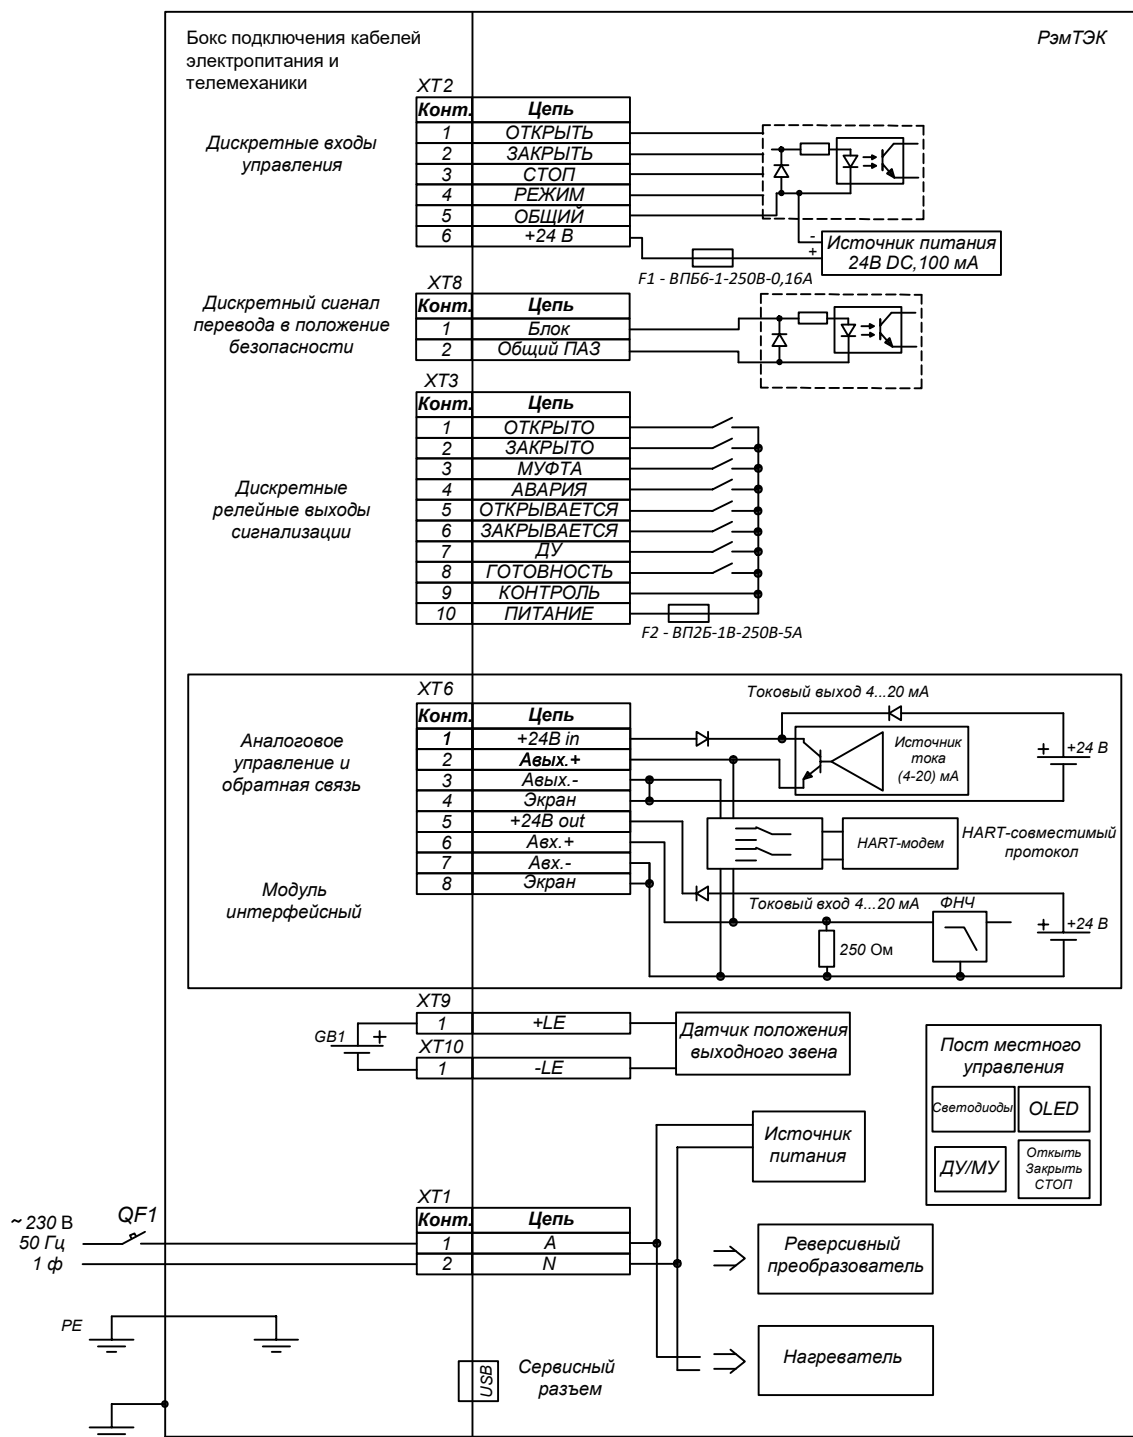 Бокс подключения кабелей
электропитания и
телемеханики
РэмТЭК
XT2
Конт. Цепь
Дискретные входы
управления
1 ОТКРЫТЬ
2 ЗАКРЫТЬ
3 СТОП
4 РЕЖИМ
5 ОБЩИЙ
6 +24 В
-
+
Источник питания
24В DC,100 мА
F1 - ВПБ6-1-250В-0,16А
XT8
Дискретный сигнал
перевода в положение
безопасности
Конт. Цепь
1 Блок
2 Общий ПАЗ
XT3
Конт. Цепь
1 ОТКРЫТО
2 ЗАКРЫТО
3 МУФТА
4 АВАРИЯ
5 ОТКРЫВАЕТСЯ
6 ЗАКРЫВАЕТСЯ
7 ДУ
8 ГОТОВНОСТЬ
9 КОНТРОЛЬ
10 ПИТАНИЕ
Дискретные
релейные выходы
сигнализации
F2 - ВП2Б-1В-250В-5А
XT6
Конт. Цепь
1 +24В in
2 Авых.+
3 Авых.-
4 Экран
5 +24В out
6 Авх.+
7 Авх.-
8 Экран
Аналоговое
управление и
обратная связь
Модуль
интерфейсный
Токовый выход 4...20 мА
Источник
тока
(4-20) мА
+ +24 В
HART-модем
HART-совместимый
протокол
Токовый вход 4...20 мА
ФНЧ
250 Ом
+ +24 В
XT9
1 +LE
GB1 +
XT10
1 -LE
Датчик положения
выходного звена
Пост местного
управления
Светодиоды
OLED
ДУ/МУ
Откыть
Закрыть
СТОП
Источник
питания
XT1
Конт. Цепь
1 A
2 N
~ 230 В
50 Гц
1 ф
QF1
Реверсивный
преобразователь
PE
Нагреватель
USB
Сервисный
разъем